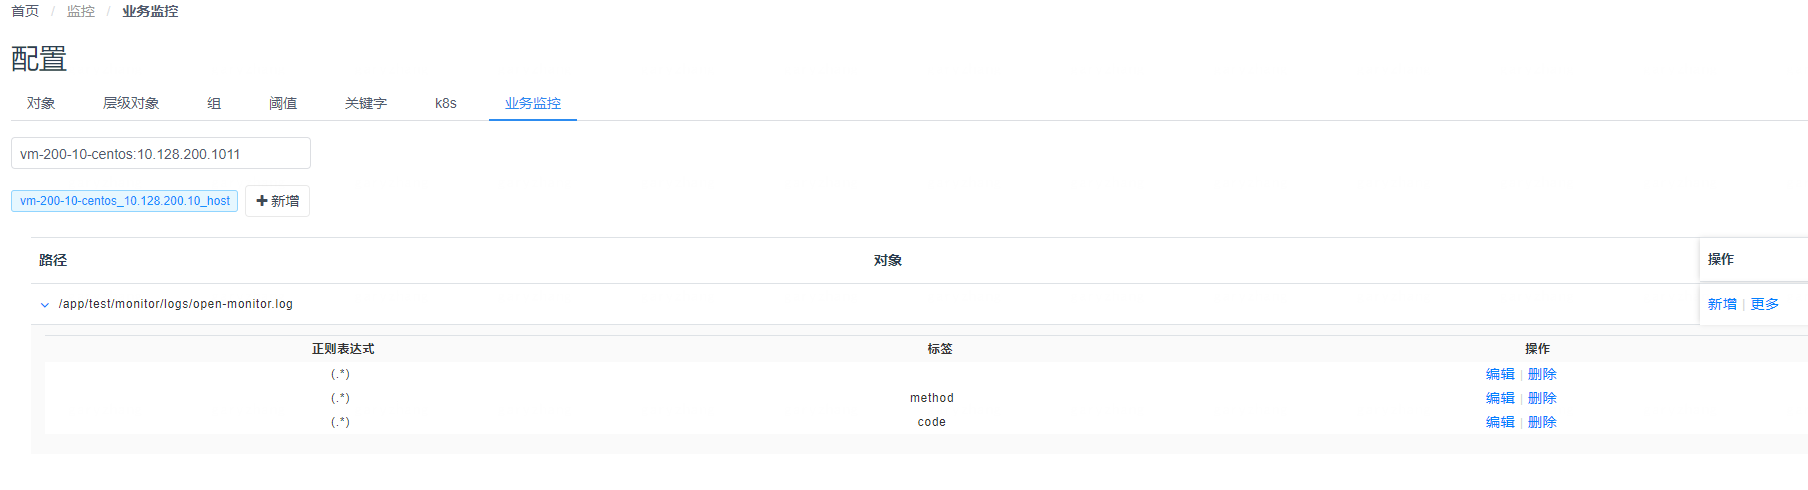 首页 / 监控 / 业务监控
配置
对象 层级对象 组 阈值 关键字 k8s 业务监控
vm-200-10-centos:10.128.200.1011
vm-200-10-centos_10.128.200.10_host + 新增
路径 对象 操作
/app/test/monitor/logs/open-monitor.log 新增 | 更多
正则表达式 标签 操作
(.*) 编辑 | 删除
(.*) method 编辑 | 删除
(.*) code 编辑 | 删除